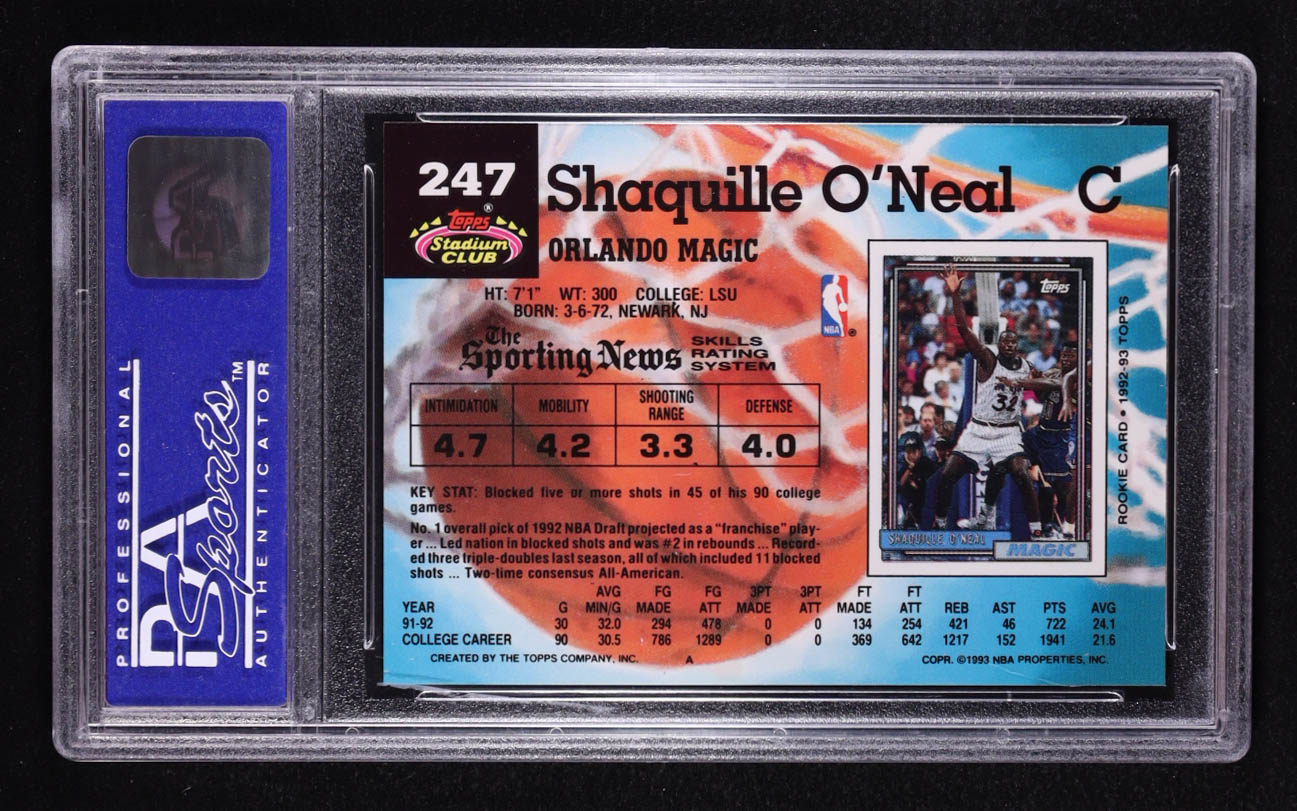 PROFESSIONAL
PSA
Sports™
AUTHENTICATOR
PSA
247
Topps®
Stadium
CLUB
Shaquille O'Neal C
ORLANDO MAGIC
HT: 7'1" WT: 300 COLLEGE: LSU
BORN: 3-6-72, NEWARK, NJ
NBA
®
The
Sporting News
SKILLS
RATING
SYSTEM
INTIMIDATION MOBILITY SHOOTING RANGE DEFENSE
4.7 4.2 3.3 4.0
KEY STAT: Blocked five or more shots in 45 of his 90 college
games.
No. 1 overall pick of 1992 NBA Draft projected as a "franchise" play-
er ... Led nation in blocked shots and was #2 in rebounds ... Record-
ed three triple-doubles last season, all of which included 11 blocked
shots ... Two-time consensus All-American.
AVG FG FG 3PT 3PT FT FT
YEAR G MIN/G MADE ATT MADE ATT MADE ATT REB AST PTS AVG
91-92 30 32.0 294 478 0 0 134 254 421 46 722 24.1
COLLEGE CAREER 90 30.5 786 1289 0 0 369 642 1217 152 1941 21.6
CREATED BY THE TOPPS COMPANY, INC. A COPR. ©1993 NBA PROPERTIES, INC.
Topps
32
SHAQUILLE O'NEAL
MAGIC
ROOKIE CARD • 1992-93 TOPPS